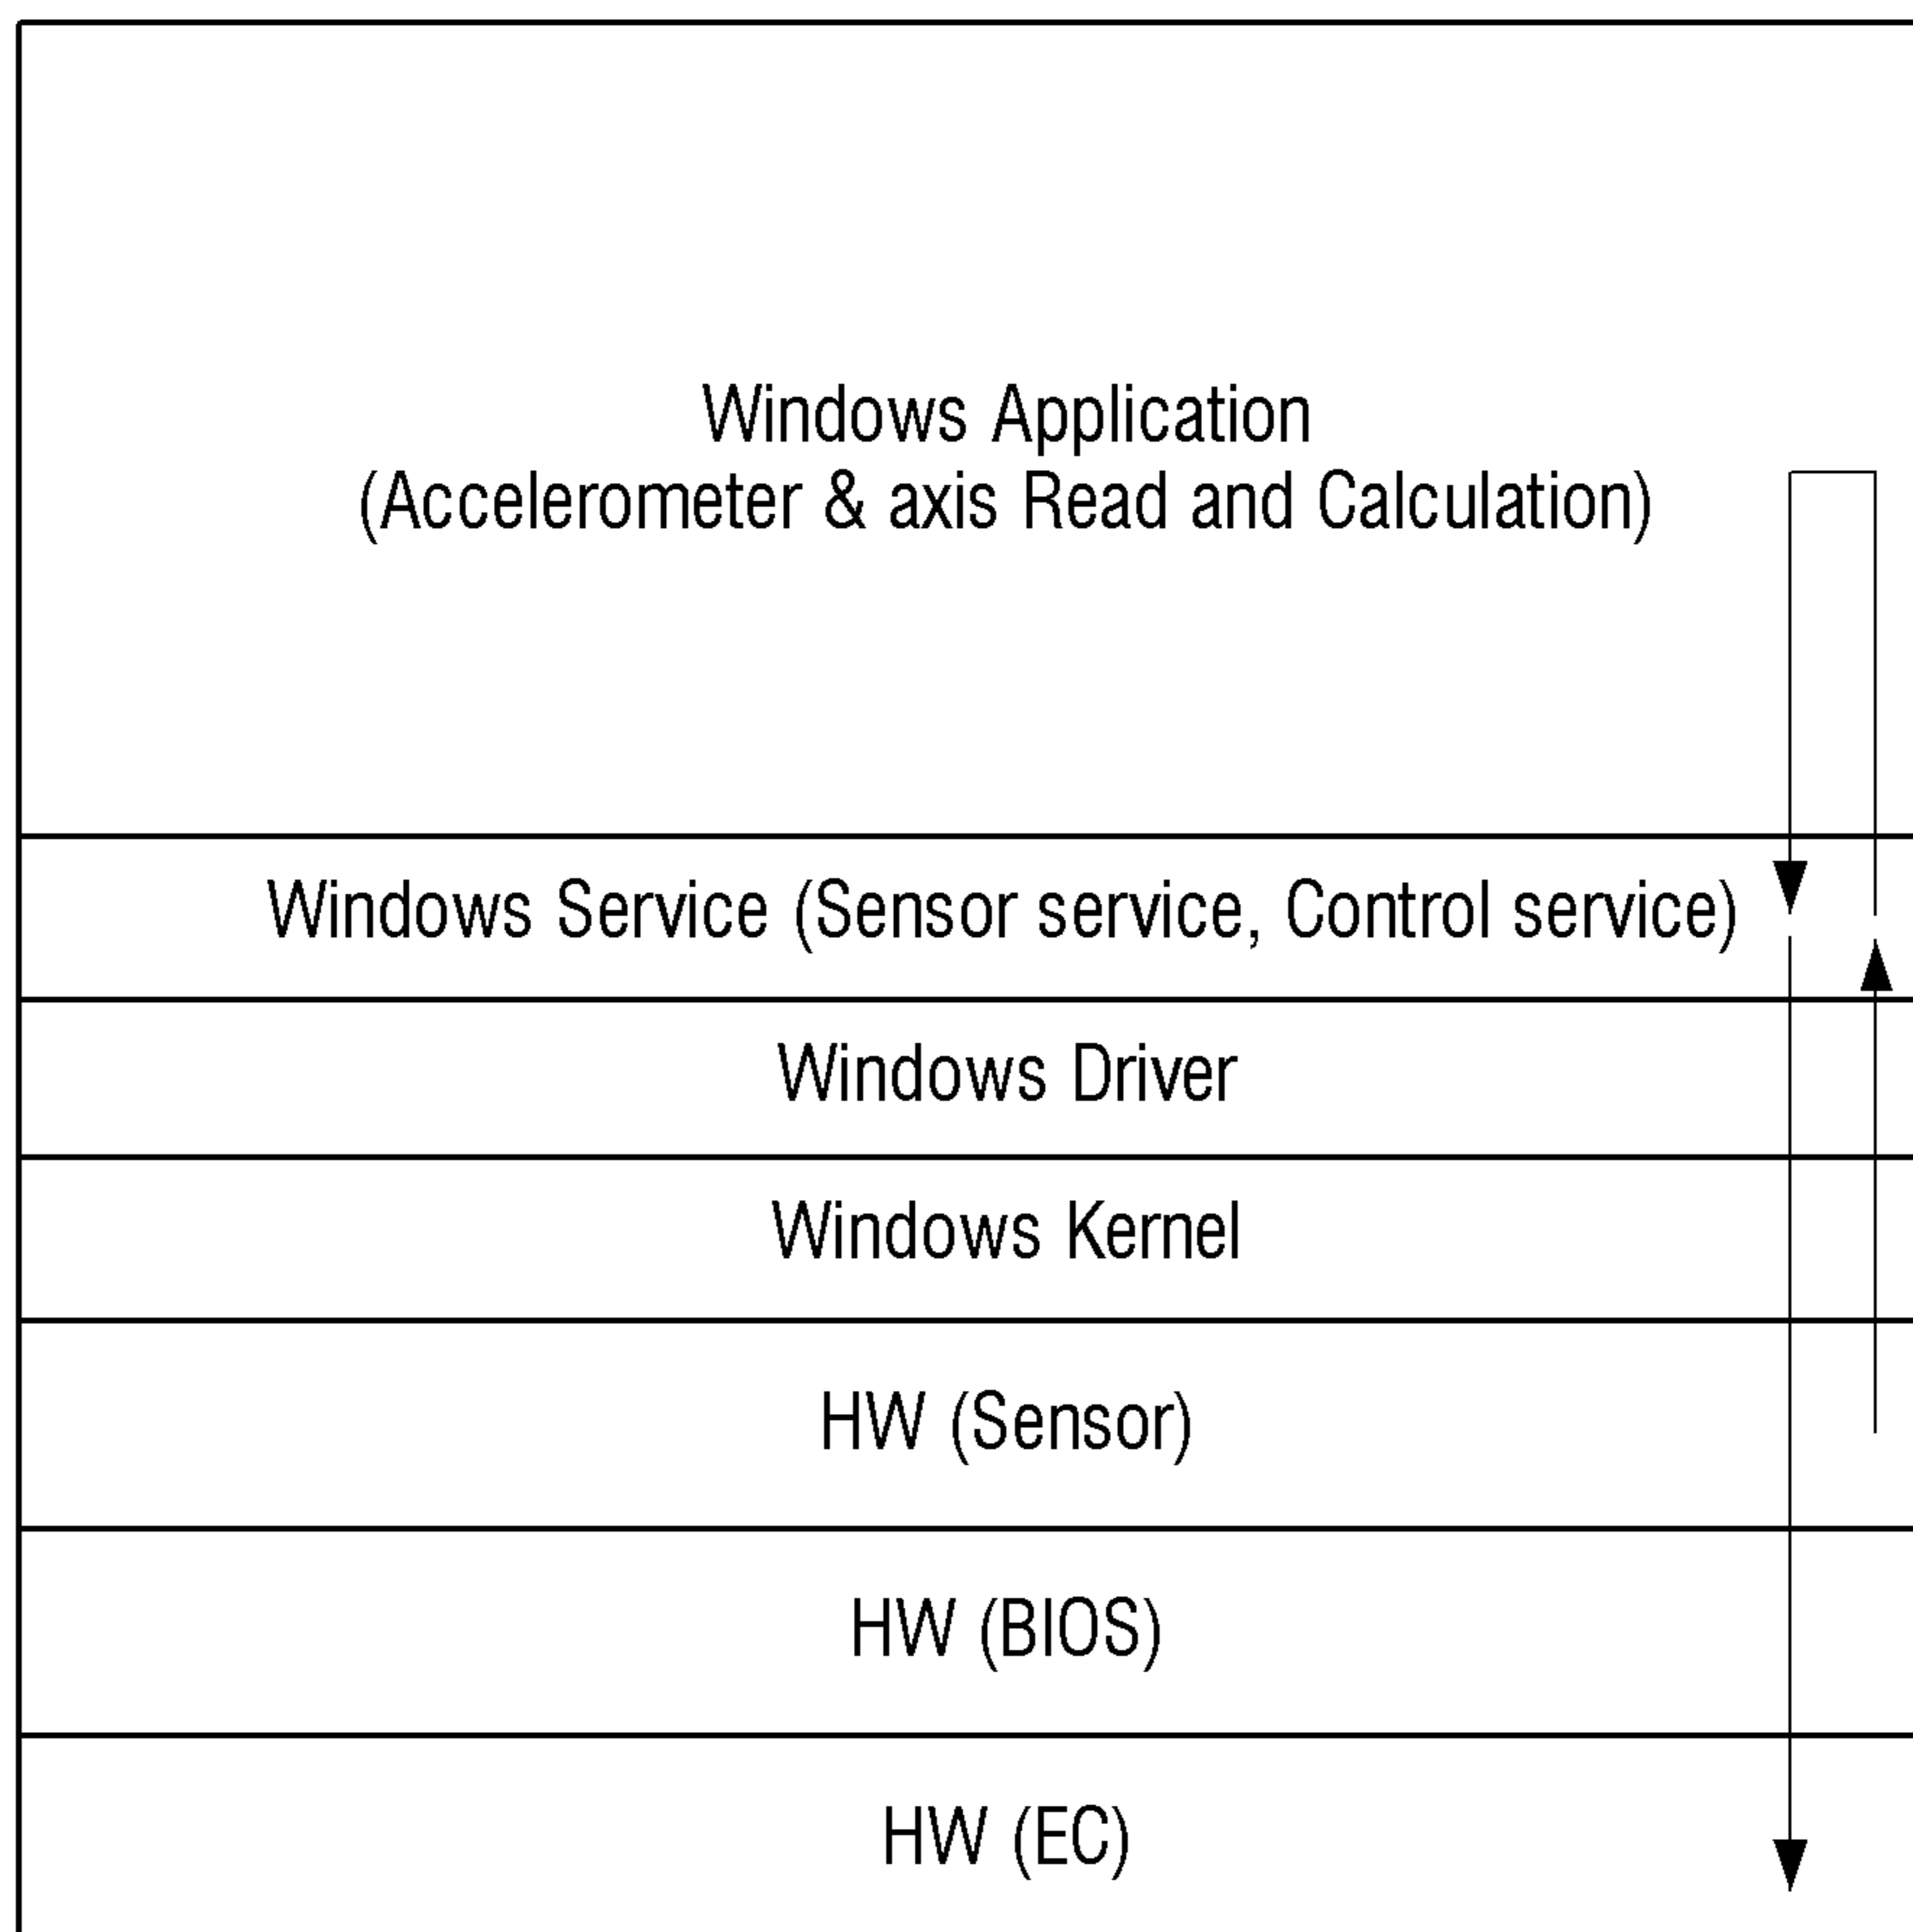 Windows Application
(Accelerometer & axis Read and Calculation)
Windows Service (Sensor service, Control service)
Windows Driver
Windows Kernel
HW (Sensor)
HW (BIOS)
HW (EC)